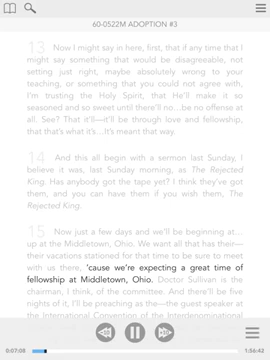 60-0522M ADOPTION #3
13 Now I might say in here, first, that if any time that I
might say something that would be disagreeable, not
setting just right, maybe absolutely wrong to your
teaching, or something that you could not agree with,
I'm trusting the Holy Spirit, that He'll make it so
seasoned and so sweet until there'll no…be no offense at
all. See? That it'll—it'll be through love and fellowship,
that that's what it's…It's meant that way.
14 And this all begin with a sermon last Sunday, I
believe it was, last Sunday morning, as The Rejected
King. Has anybody got the tape yet? I think they've got
them, and you can have them if you wish them, The
Rejected King.
15 Now just a few days and we'll be beginning at…
up at the Middletown, Ohio. We want all that has their—
their vacations stationed for that time to be sure to meet
with us there, 'cause we're expecting a great time of
fellowship at Middletown, Ohio. Doctor Sullivan is the
chairman, I think, of the committee. And there'll be five
nights of it, I'll be preaching as the—the guest speaker at
the International Convention of the Interdenominational
0:07:08 1:56:42